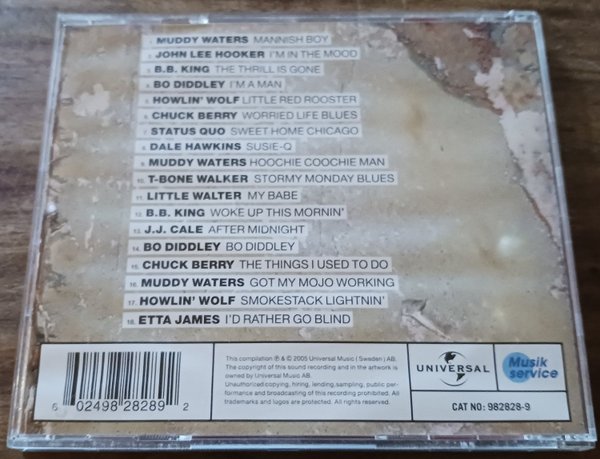 1. MUDDY WATERS MANNISH BOY
2. JOHN LEE HOOKER I'M IN THE MOOD
3. B.B. KING THE THRILL IS GONE
4. BO DIDDLEY I'M A MAN
5. HOWLIN' WOLF LITTLE RED ROOSTER
6. CHUCK BERRY WORRIED LIFE BLUES
7. STATUS QUO SWEET HOME CHICAGO
8. DALE HAWKINS SUSIE-Q
9. MUDDY WATERS HOOCHIE COOCHIE MAN
10. T-BONE WALKER STORMY MONDAY BLUES
11. LITTLE WALTER MY BABE
12. B.B. KING WOKE UP THIS MORNIN'
13. J.J. CALE AFTER MIDNIGHT
14. BO DIDDLEY BO DIDDLEY
15. CHUCK BERRY THE THINGS I USED TO DO
16. MUDDY WATERS GOT MY MOJO WORKING
17. HOWLIN' WOLF SMOKESTACK LIGHTNIN'
18. ETTA JAMES I'D RATHER GO BLIND
6 02498 28289 2
This compilation ℗ & © 2005 Universal Music (Sweden) AB.
The copyright of this sound recording and in the artwork is
owned by Universal Music AB.
Unauthorized copying, hiring, lending, sampling, public per-
formance and broadcasting of this recording prohibited. All
trademarks and logos are protected. All rights reserved.
UNIVERSAL
Musik
service
CAT NO: 982828-9